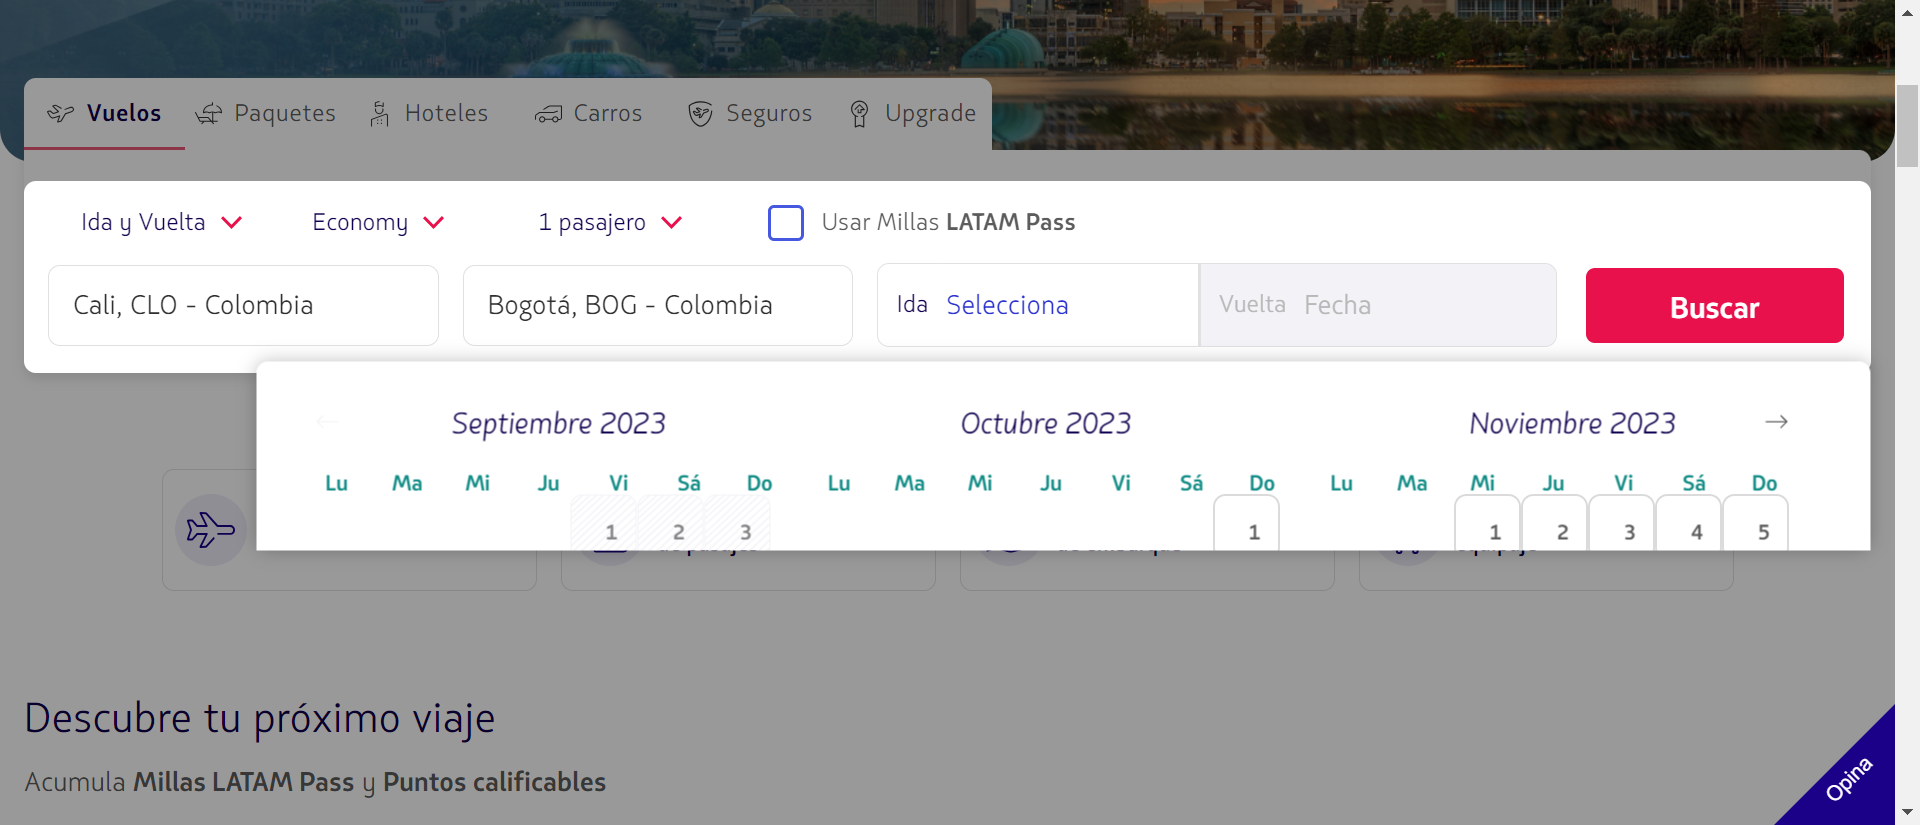 Vuelos Paquetes Hoteles Carros Seguros Upgrade
Ida y Vuelta Economy 1 pasajero Usar Millas LATAM Pass
Cali, CLO - Colombia Bogotá, BOG - Colombia Ida Selecciona Vuelta Fecha Buscar
Septiembre 2023 Octubre 2023 Noviembre 2023
Lu Ma Mi Ju Vi Sá Do Lu Ma Mi Ju Vi Sá Do Lu Ma Mi Ju Vi Sá Do
1 2 3 1 1 2 3 4 5
Descubre tu próximo viaje
Acumula Millas LATAM Pass y Puntos calificables
Opina